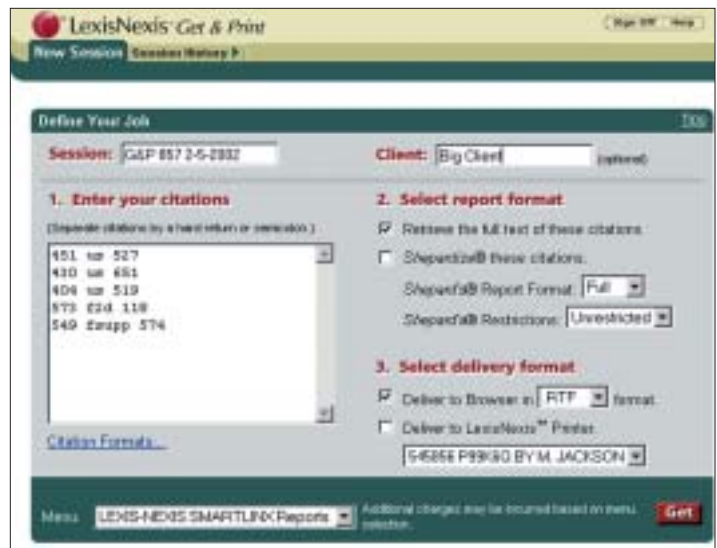 LexisNexis™ Get & Print
Sign Off Help
New Session Session History
Define Your Job
Tips
Session: G&P 857 2-5-2002
Client: Big Client (optional)
1. Enter your citations
(Separate citations by a hard return or semicolon.)
451 us 527
430 us 651
404 us 519
573 f2d 118
549 fsupp 574
Citation Formats...
2. Select report format
Retrieve the full text of these citations.
Shepardize® these citations.
Shepard's® Report Format: Full
Shepard's® Restrictions: Unrestricted
3. Select delivery format
Deliver to Browser in RTF format.
Deliver to LexisNexis™ Printer.
BY M. JACKSON
Menu LEXIS-NEXIS SMARTLINX Reports
Additional charges may be incurred based on menu selection.
Get